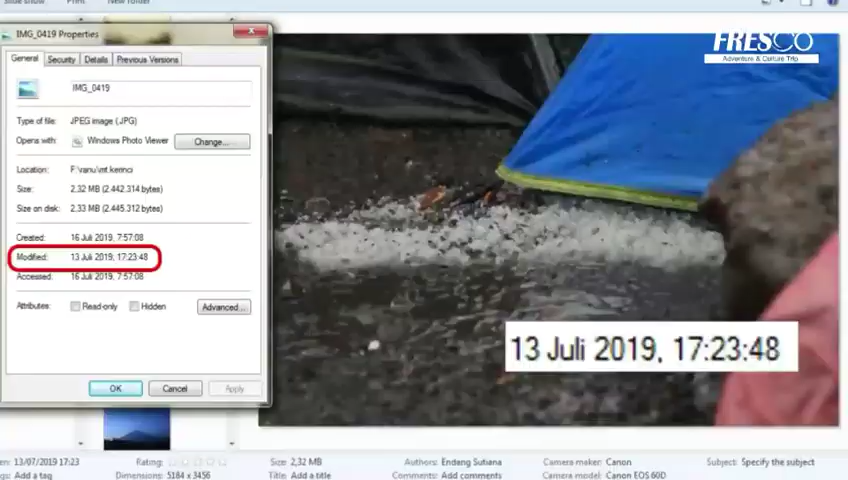 Slide show Print New folder
IMG_0419 Properties
General Security Details Previous Versions
IMG_0419
Type of file: JPEG image (.JPG)
Opens with: Windows Photo Viewer Change...
Location: F:\ranu\mt.kerinci
Size: 2,32 MB (2.442.314 bytes)
Size on disk: 2,33 MB (2.445.312 bytes)
Created: 16 Juli 2019, 7:57:08
Modified: 13 Juli 2019, 17:23:48
Accessed: 16 Juli 2019, 7:57:08
Attributes: Read-only Hidden Advanced...
OK Cancel Apply
FRESCO
Adventure & Culture Trip
13 Juli 2019, 17:23:48
13/07/2019 17:23 Rating: Size: 2,32 MB Authors: Endang Sutiana Camera maker: Canon Subject: Specify the subject
Add a tag Dimensions: 5184 x 3456 Title: Add a title Comments: Add comments Camera model: Canon EOS 60D